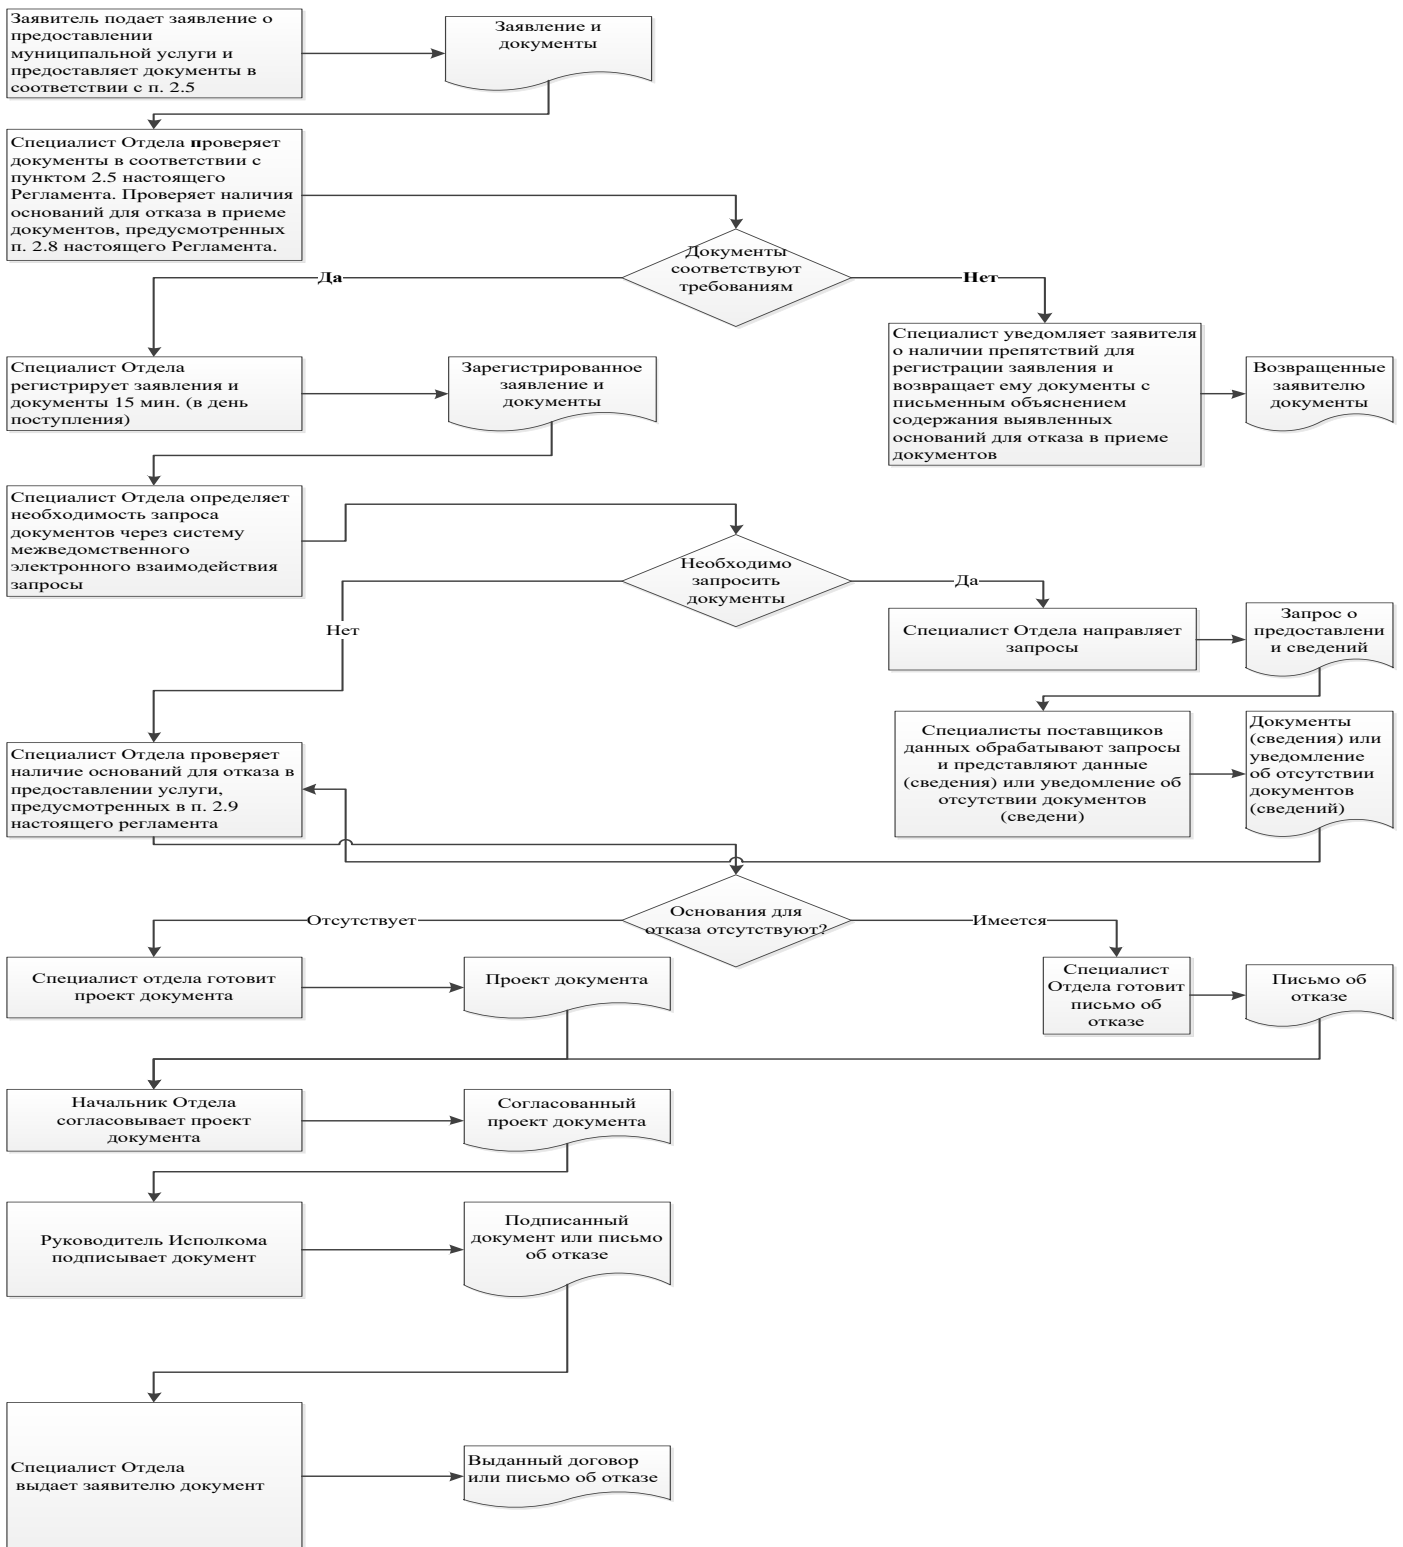 Заявитель подает заявление о
предоставлении
муниципальной услуги и
предоставляет документы в
соответствии с п. 2.5
Заявление и
документы
Специалист Отдела проверяет
документы в соответствии с
пунктом 2.5 настоящего
Регламента. Проверяет наличия
оснований для отказа в приеме
документов, предусмотренных
п. 2.8 настоящего Регламента.
Документы
соответствуют
требованиям
Да
Нет
Специалист Отдела
регистрирует заявления и
документы 15 мин. (в день
поступления)
Зарегистрированное
заявление и
документы
Специалист уведомляет заявителя
о наличии препятствий для
регистрации заявления и
возвращает ему документы с
письменным объяснением
содержания выявленных
оснований для отказа в приеме
документов
Возвращенные
заявителю
документы
Специалист Отдела определяет
необходимость запроса
документов через систему
межведомственного
электронного взаимодействия
запросы
Необходимо
запросить
документы
Да
Нет
Специалист Отдела направляет
запросы
Запрос о
предоставлени
и сведений
Специалисты поставщиков
данных обрабатывают запросы
и представляют данные
(сведения) или уведомление об
отсутствии документов
(сведени)
Документы
(сведения) или
уведомление
об отсутствии
документов
(сведений)
Специалист Отдела проверяет
наличие оснований для отказа в
предоставлении услуги,
предусмотренных в п. 2.9
настоящего регламента
Основания для
отказа отсутствуют?
Отсутствует
Имеется
Специалист отдела готовит
проект документа
Проект документа
Специалист
Отдела готовит
письмо об
отказе
Письмо об
отказе
Начальник Отдела
согласовывает проект
документа
Согласованный
проект документа
Руководитель Исполкома
подписывает документ
Подписанный
документ или письмо
об отказе
Специалист Отдела
выдает заявителю документ
Выданный договор
или письмо об отказе